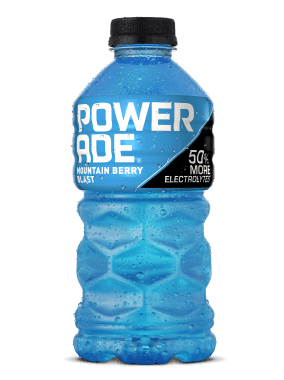 POWER
ADE
MOUNTAIN BERRY
BLAST
50%
MORE
ELECTROLYTES